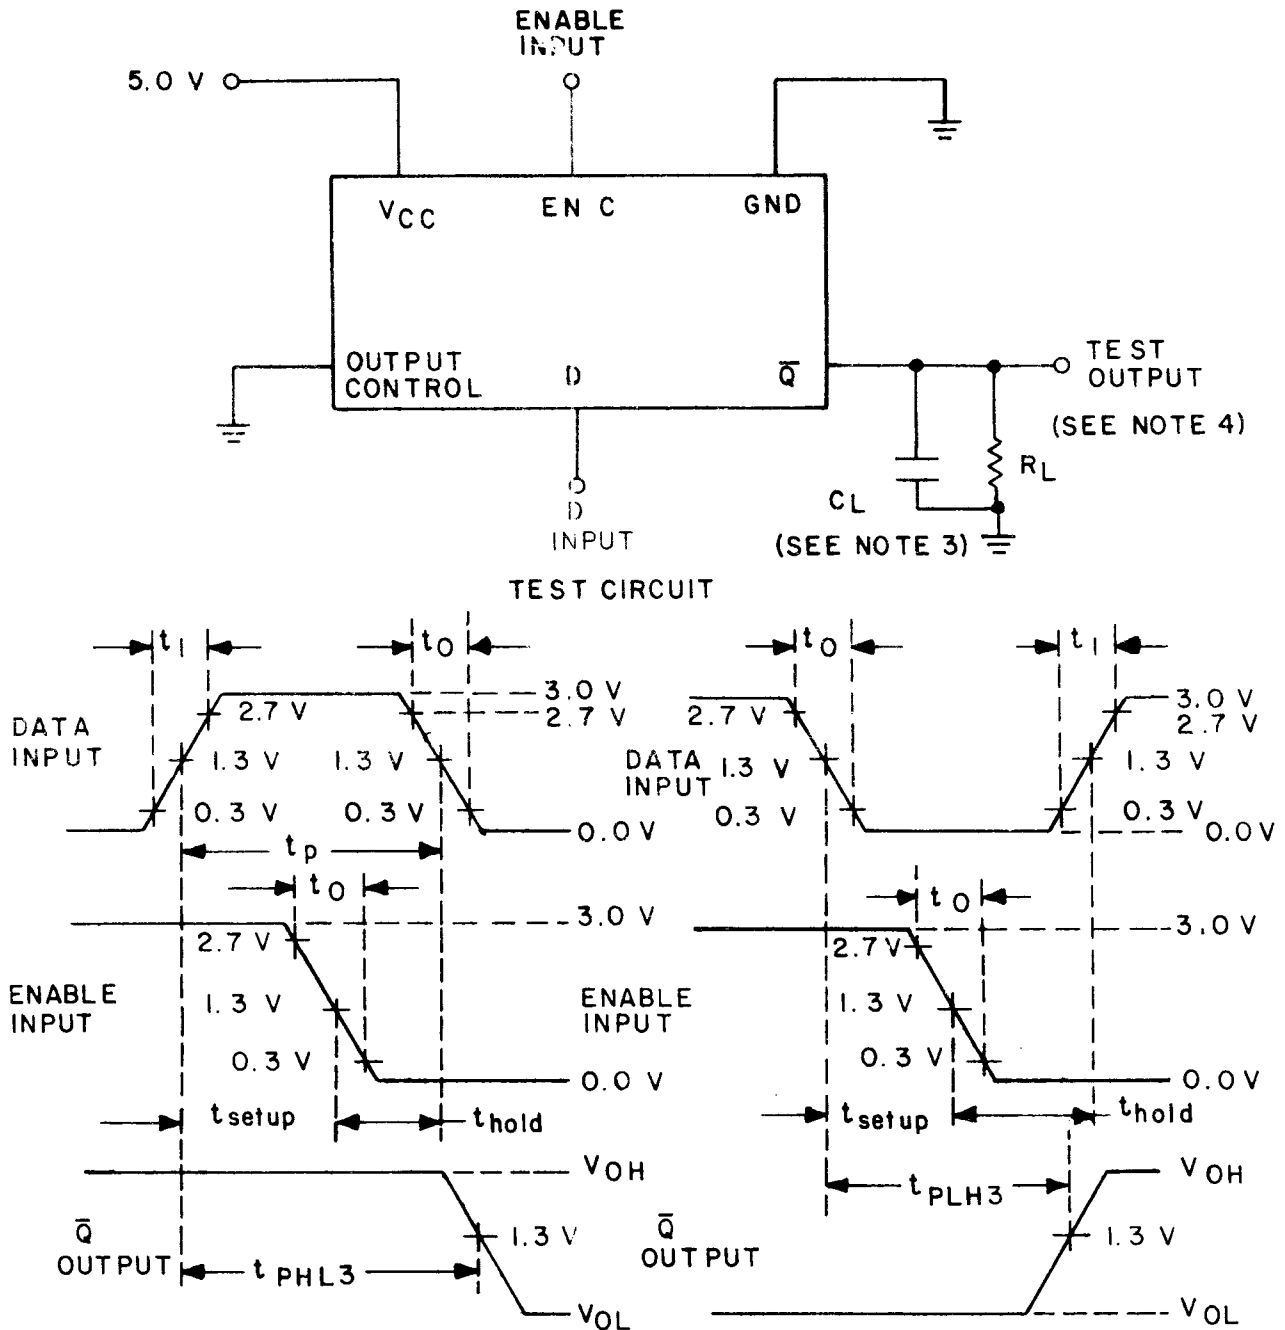 ENABLE
INPUT
5.0 V
VCC
EN C
GND
OUTPUT
CONTROL
D
Q̅
TEST
OUTPUT
(SEE NOTE 4)
RL
CL
(SEE NOTE 3)
D
INPUT
TEST CIRCUIT
t1
t0
3.0 V
2.7 V
2.7 V
DATA
INPUT
1.3 V
1.3 V
0.3 V
0.3 V
0.0 V
tp
t0
3.0 V
2.7 V
ENABLE
INPUT
1.3 V
0.3 V
0.0 V
tsetup
thold
VOH
Q̅
OUTPUT
1.3 V
tPHL3
VOL
t0
t1
3.0 V
2.7 V
2.7 V
DATA
INPUT
1.3 V
1.3 V
0.3 V
0.3 V
0.0 V
t0
3.0 V
2.7 V
ENABLE
INPUT
1.3 V
0.3 V
0.0 V
tsetup
thold
VOH
tPLH3
Q̅
OUTPUT
1.3 V
VOL